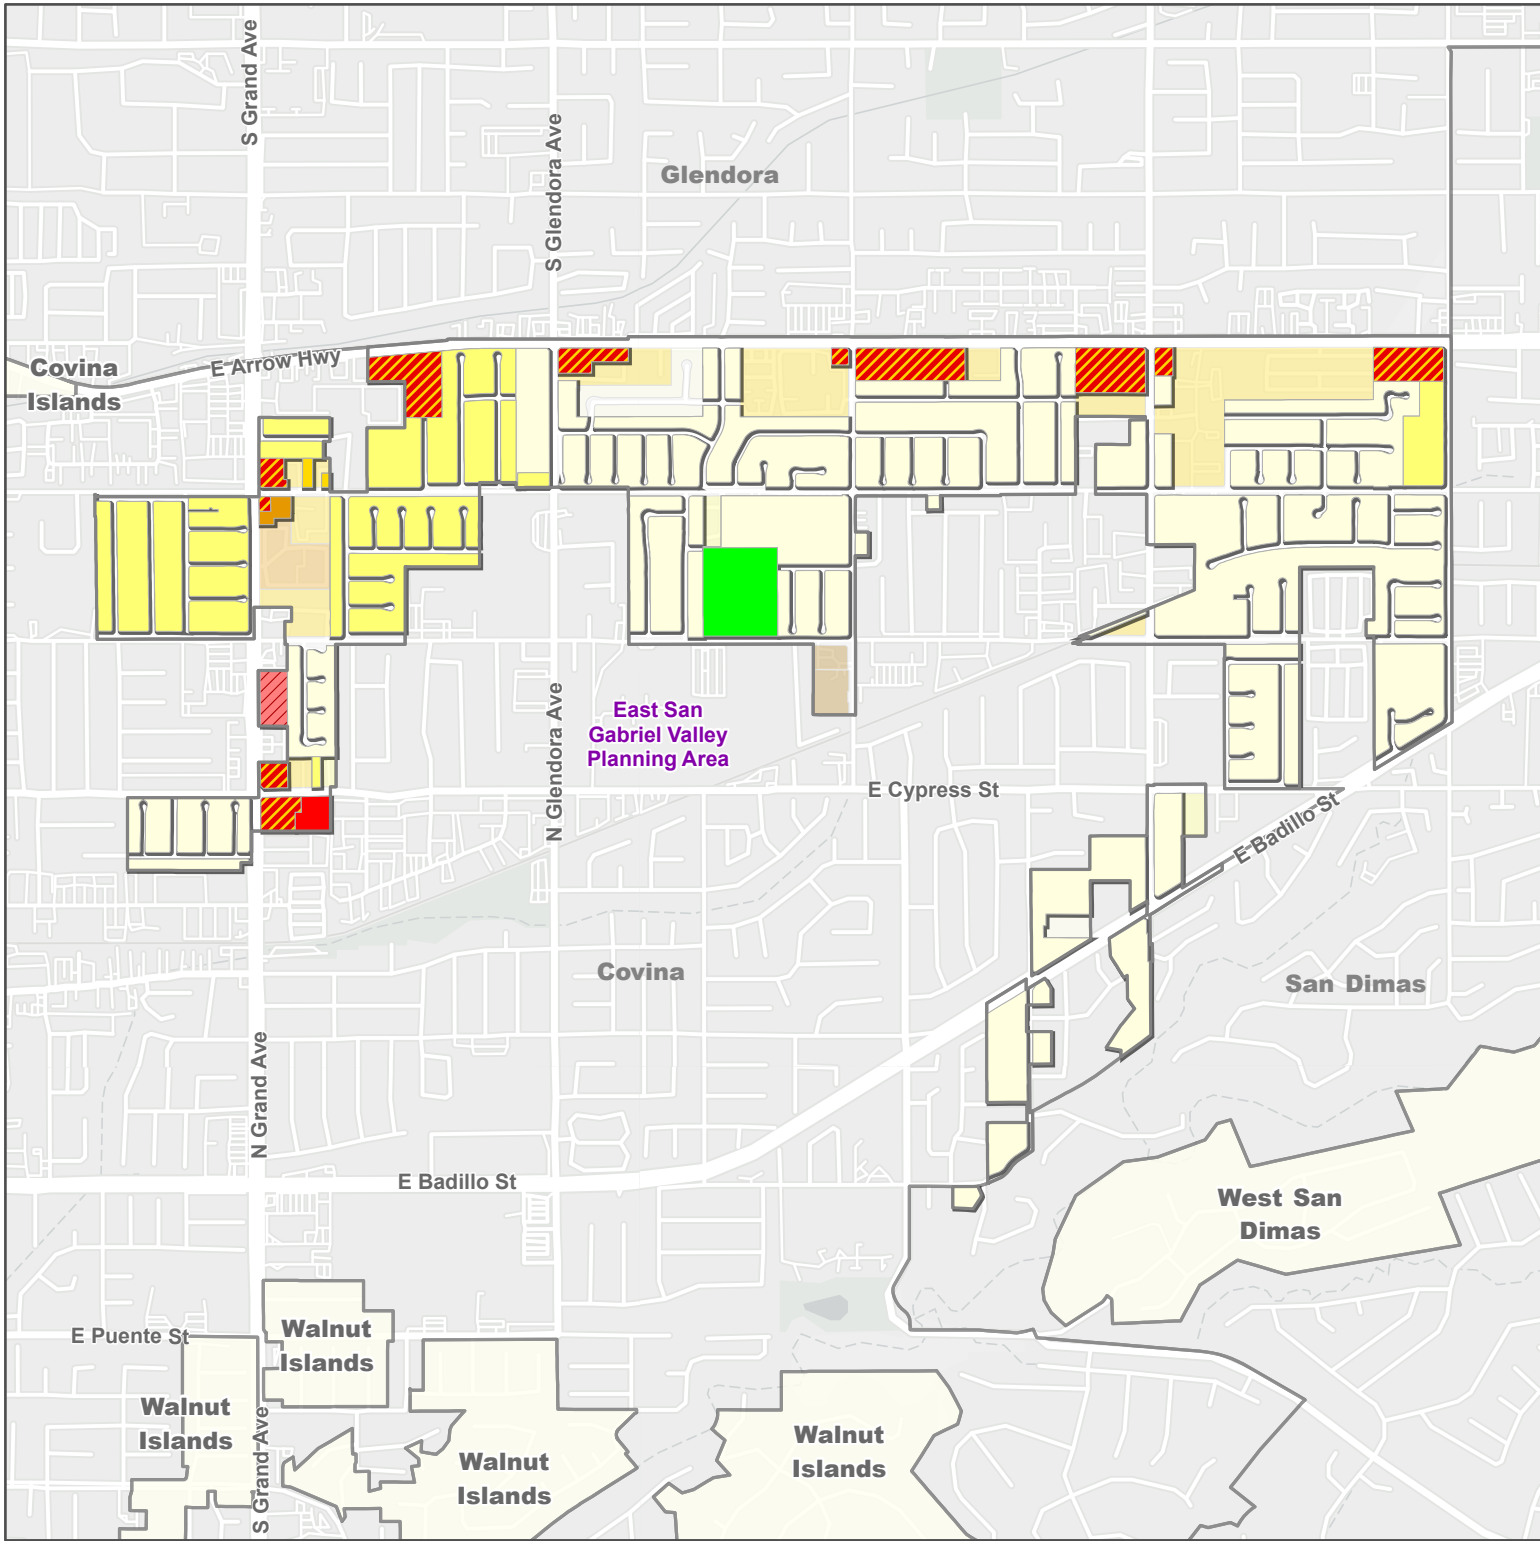 S Grand Ave
S Glendora Ave
Glendora
Covina
Islands
E Arrow Hwy
East San
Gabriel Valley
Planning Area
N Glendora Ave
E Cypress St
E Badillo St
Covina
San Dimas
N Grand Ave
E Badillo St
West San
Dimas
E Puente St
Walnut
Islands
Walnut
Islands
S Grand Ave
Walnut
Islands
Walnut
Islands